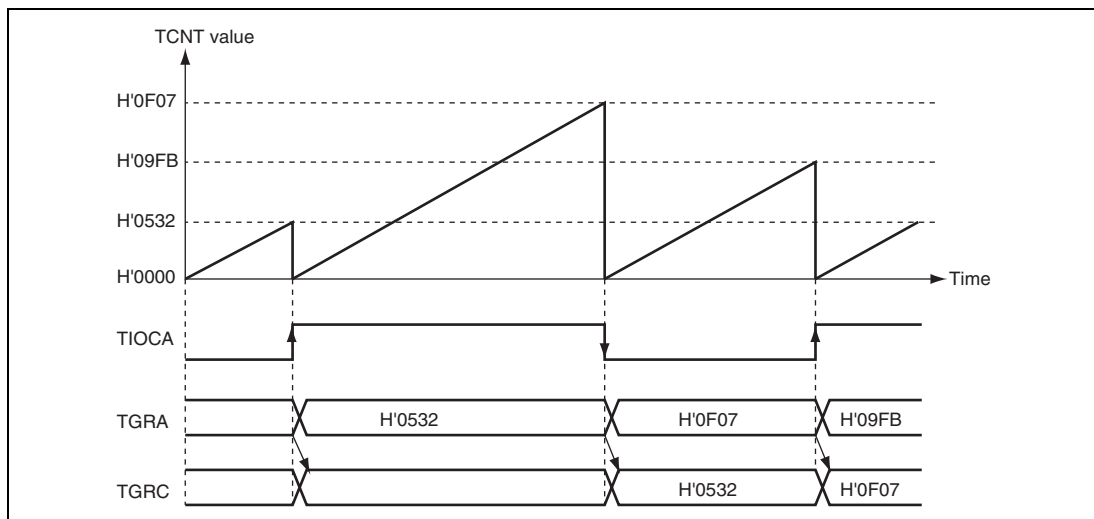 TCNT value
H'0F07
H'09FB
H'0532
H'0000
Time
TIOCA
TGRA
H'0532
H'0F07
H'09FB
TGRC
H'0532
H'0F07